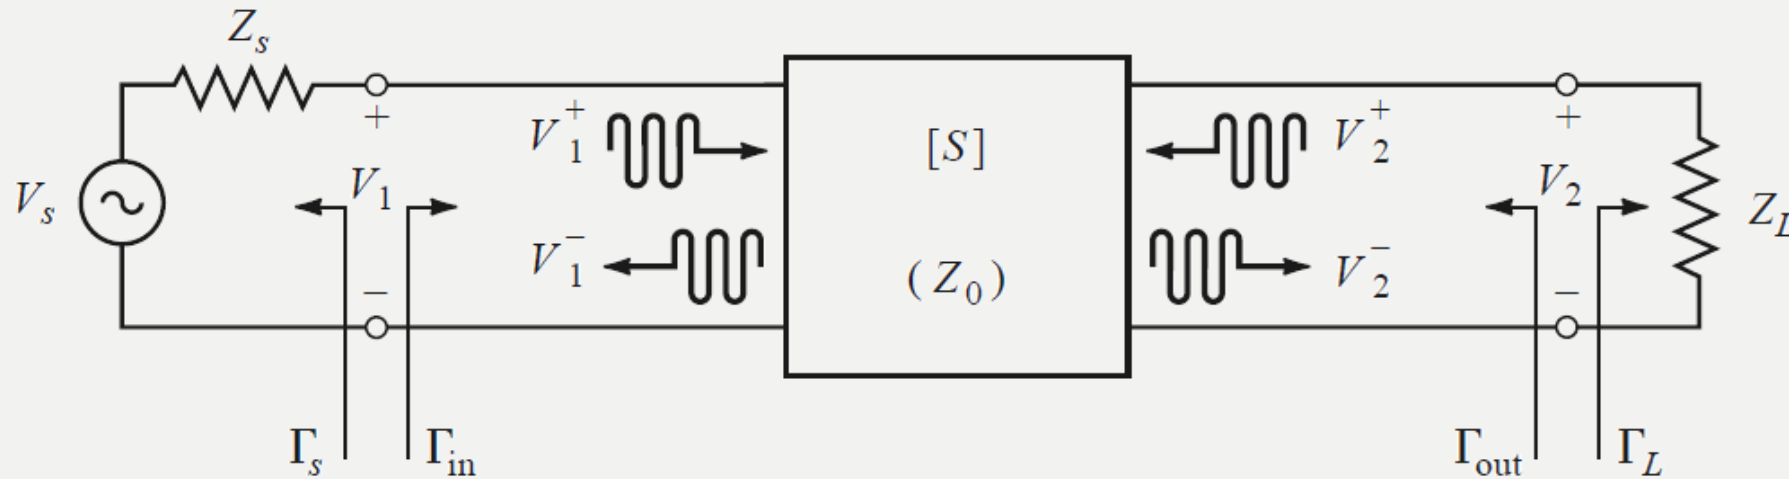 Z_s
+
V_1^+
[S]
V_2^+
+
V_s
V_1
V_2
Z_L
−
V_1^-
(Z_0)
V_2^-
−
Γ_s
Γ_in
Γ_out
Γ_L